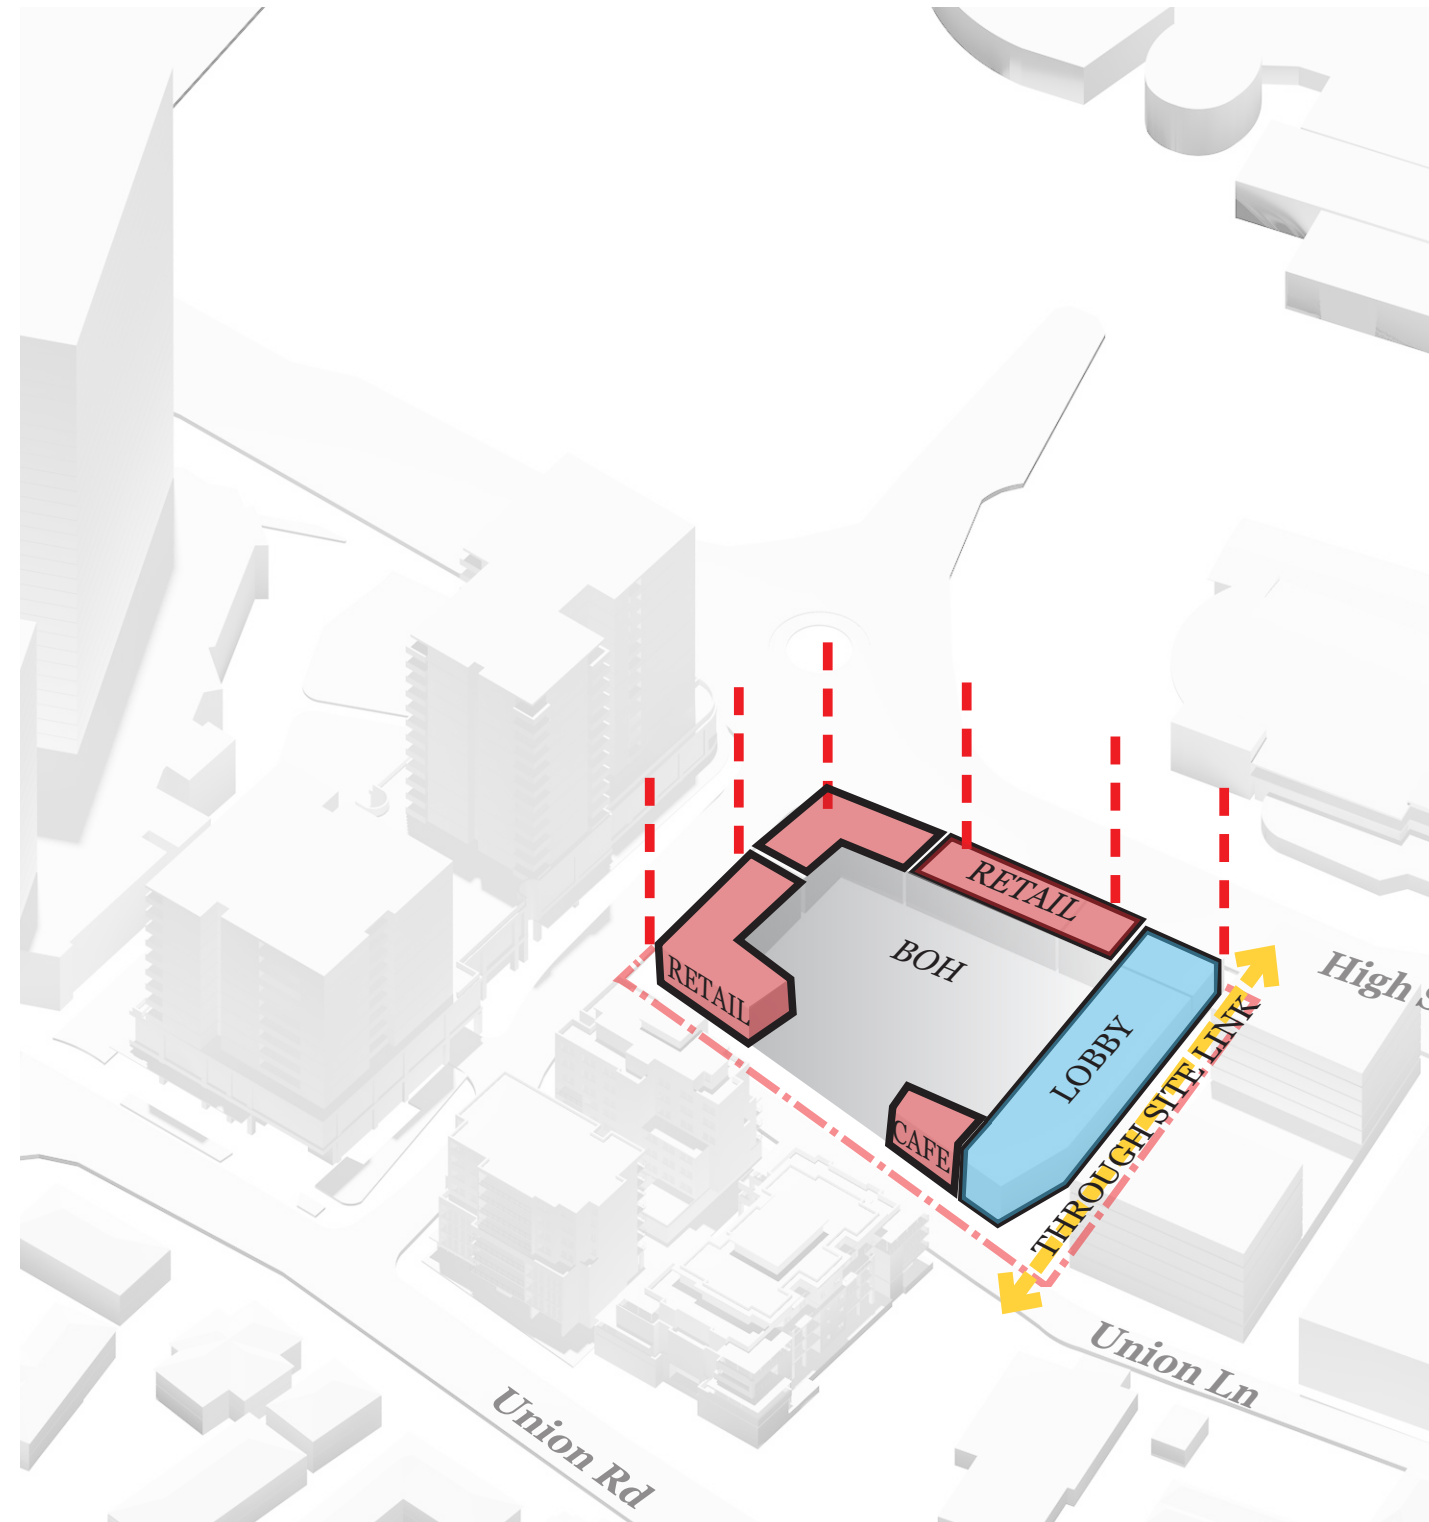 RETAIL
BOH
High
RETAIL
LOBBY
CAFE
THROUGH SITE LINK
Union Ln
Union Rd